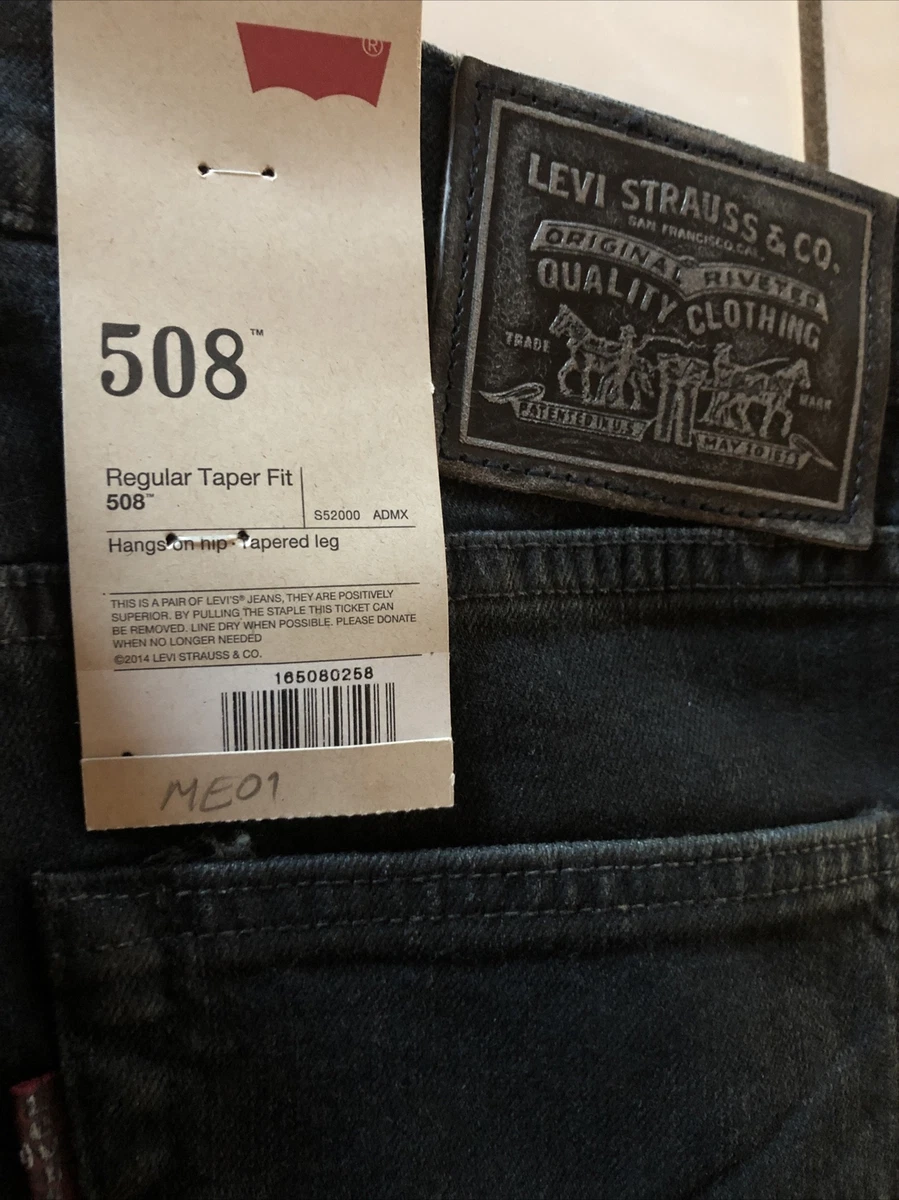 ®
508™
Regular Taper Fit
508™
S52000 ADMX
Hangs on hip · Tapered leg
THIS IS A PAIR OF LEVI'S® JEANS, THEY ARE POSITIVELY
SUPERIOR. BY PULLING THE STAPLE THIS TICKET CAN
BE REMOVED. LINE DRY WHEN POSSIBLE. PLEASE DONATE
WHEN NO LONGER NEEDED
©2014 LEVI STRAUSS & CO.
165080258
ME01
LEVI STRAUSS & CO.
SAN FRANCISCO, CAL.
ORIGINAL RIVETED
QUALITY CLOTHING
TRADE MARK
PATENTED IN U.S.
MAY 20 1873